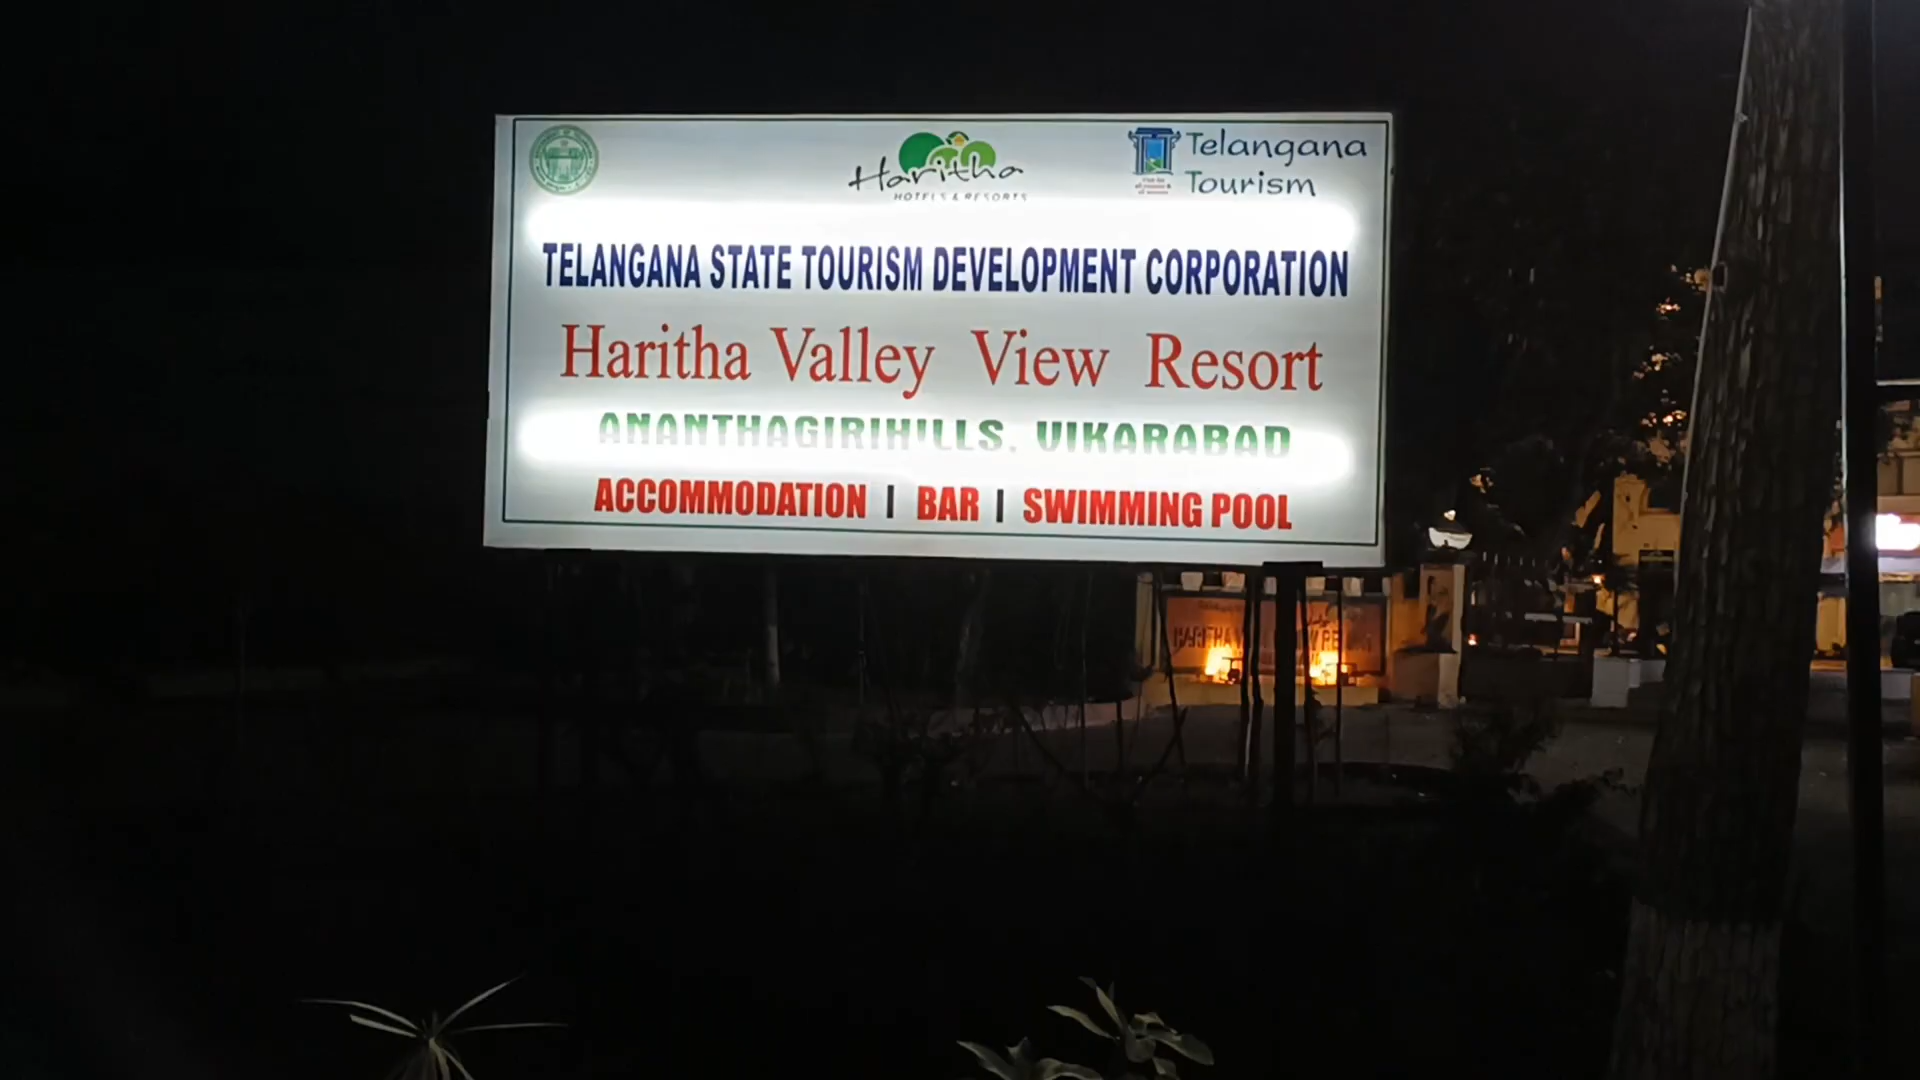 Haritha
HOTELS & RESORTS
Telangana
Tourism
TELANGANA STATE TOURISM DEVELOPMENT CORPORATION
Haritha Valley View Resort
ANANTHAGIRIHILLS, VIKARABAD
ACCOMMODATION | BAR | SWIMMING POOL